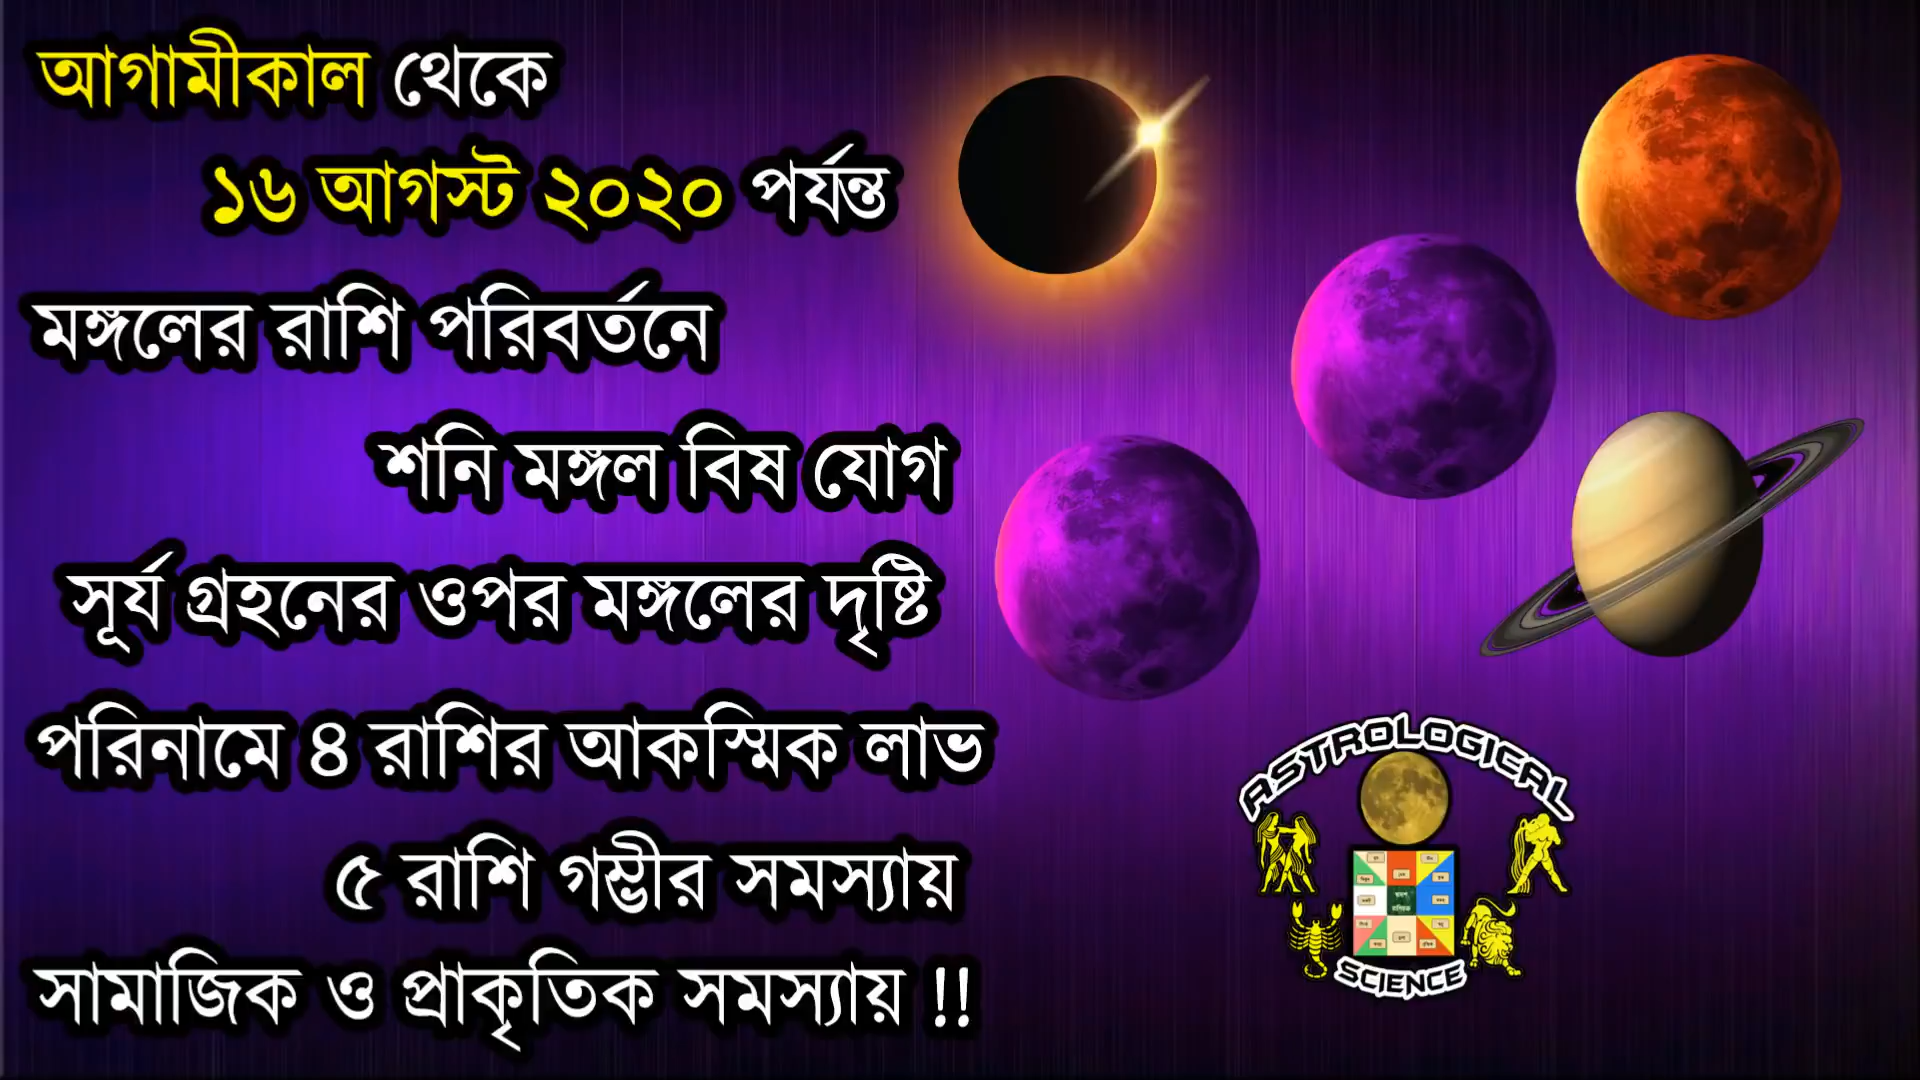 আগামীকাল থেকে
১৬ আগস্ট ২০২০ পর্যন্ত
মঙ্গলের রাশি পরিবর্তনে
শনি মঙ্গল বিষ যোগ
সূর্য গ্রহনের ওপর মঙ্গলের দৃষ্টি
পরিনামে ৪ রাশির আকস্মিক লাভ
৫ রাশি গম্ভীর সমস্যায়
সামাজিক ও প্রাকৃতিক সমস্যায় !!
ASTROLOGICAL
SCIENCE